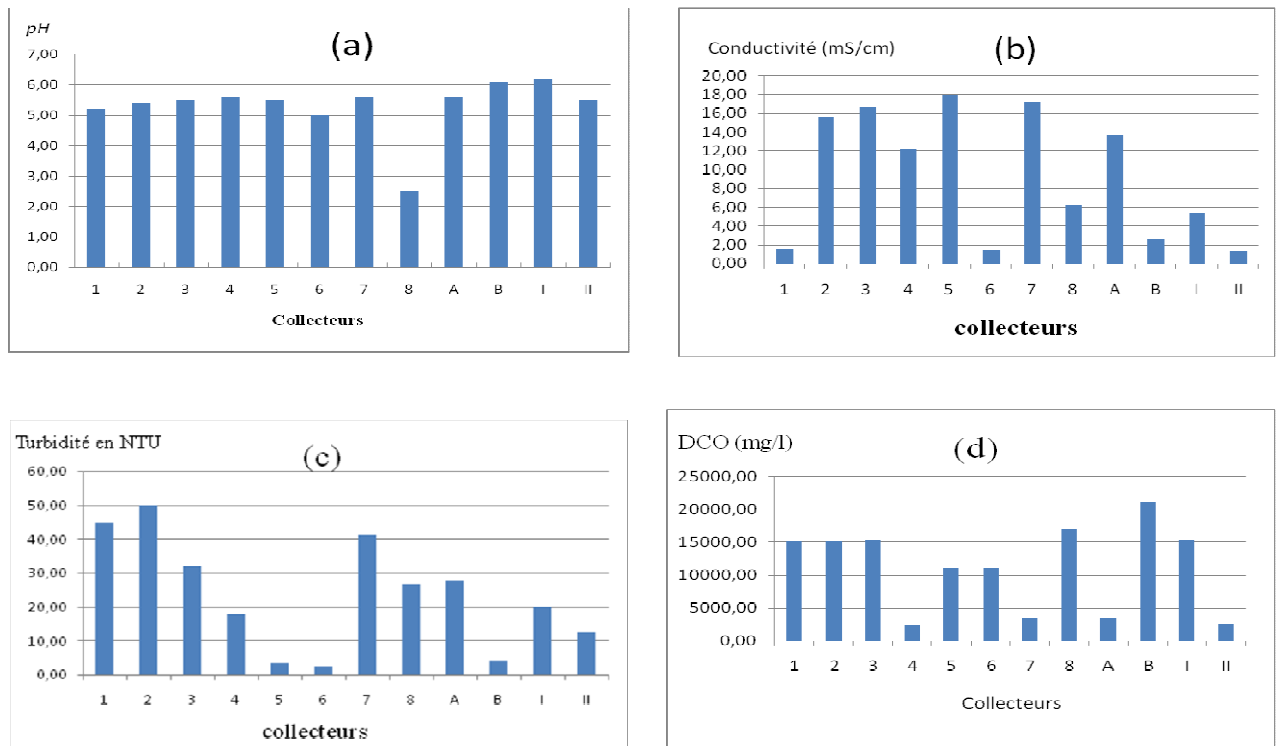 pH
(a)
7,00
6,00
5,00
4,00
3,00
2,00
1,00
0,00
1 2 3 4 5 6 7 8 A B I II
Collecteurs
Conductivité (mS/cm)
(b)
20,00
18,00
16,00
14,00
12,00
10,00
8,00
6,00
4,00
2,00
0,00
1 2 3 4 5 6 7 8 A B I II
collecteurs
Turbidité en NTU
(c)
60,00
50,00
40,00
30,00
20,00
10,00
0,00
1 2 3 4 5 6 7 8 A B I II
collecteurs
DCO (mg/l)
(d)
25000,00
20000,00
15000,00
10000,00
5000,00
0,00
1 2 3 4 5 6 7 8 A B I II
Collecteurs